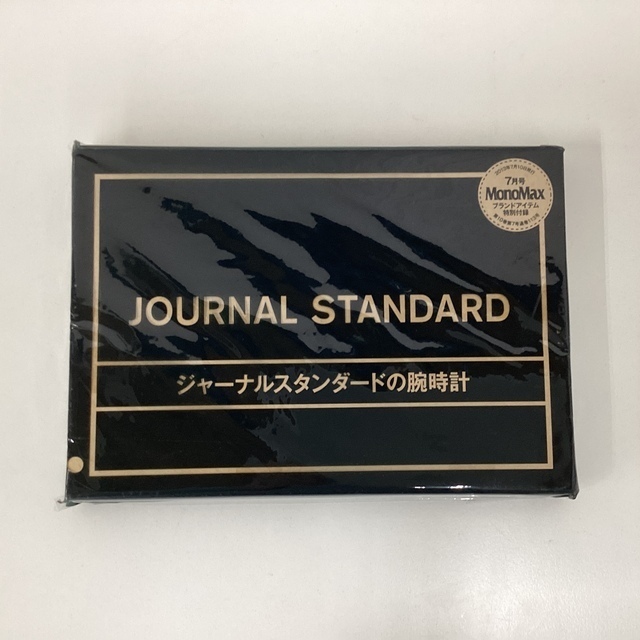 7月号
MonoMax
ブランドアイテム
特別付録
JOURNAL STANDARD
ジャーナルスタンダードの腕時計